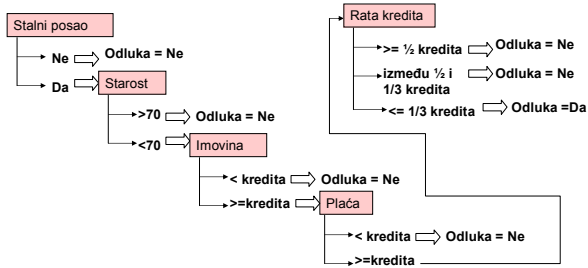 Stalni posao
Ne Odluka = Ne
Da Starost
>70 Odluka = Ne
<70 Imovina
< kredita Odluka = Ne
>=kredita Plaća
< kredita Odluka = Ne
>=kredita
Rata kredita
>= ½ kredita Odluka = Ne
između ½ i
1/3 kredita Odluka = Ne
<= 1/3 kredita Odluka =Da